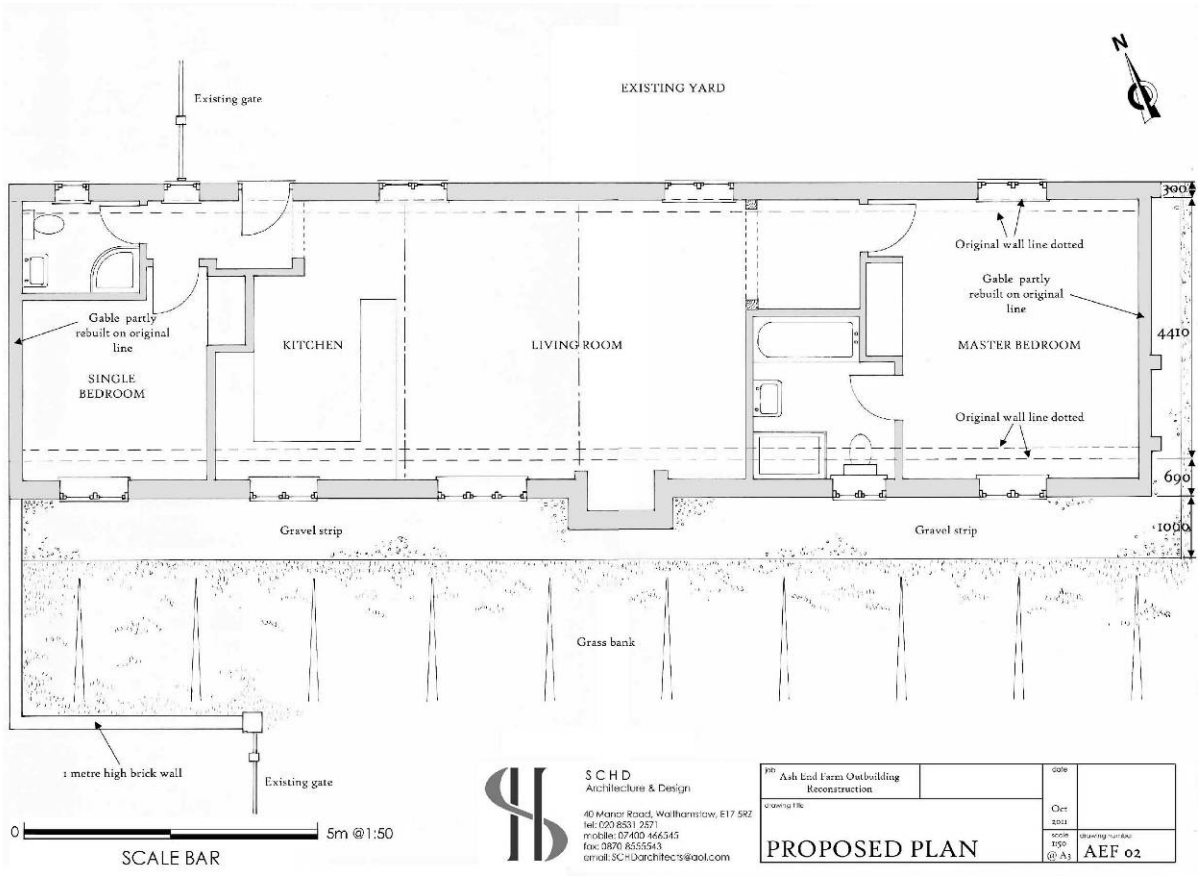 N
EXISTING YARD
Existing gate
300
Original wall line dotted
Gable partly
rebuilt on original
line
Gable partly
rebuilt on original
line
4410
KITCHEN
LIVING ROOM
MASTER BEDROOM
SINGLE
BEDROOM
Original wall line dotted
690
1000
Gravel strip
Gravel strip
Grass bank
1 metre high brick wall
Existing gate
0
5m @1:50
SCALE BAR
SCHD
Architecture & Design
40 Manor Road, Walthamstow, E17 5RZ
tel: 020 8531 2571
mobile: 07400 466545
fax: 0870 8555543
email: SCHDarchitects@aol.com
job
Ash End Farm Outbuilding
Reconstruction
drawing title
PROPOSED PLAN
date
Oct
2011
scale
1:50
@ A3
drawing number
AEF 02